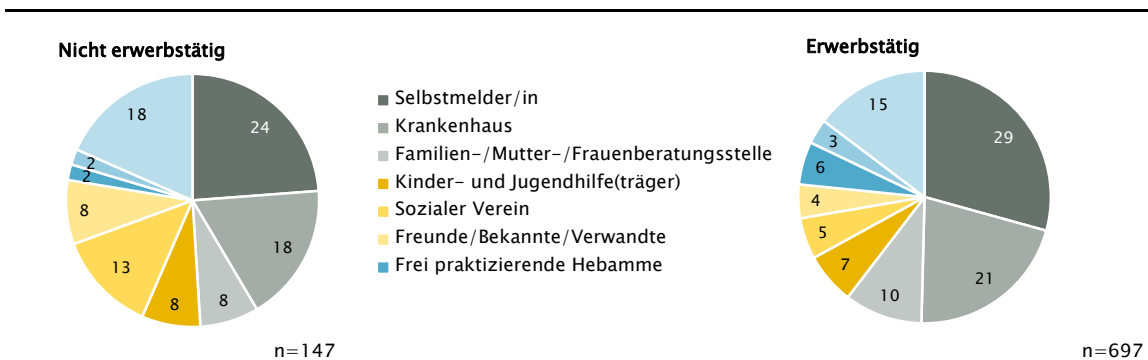 Nicht erwerbstätig
18
24
2
2
8
18
13
8
8
n=147
Selbstmelder/in
Krankenhaus
Familien-/Mutter-/Frauenberatungsstelle
Kinder- und Jugendhilfe(träger)
Sozialer Verein
Freunde/Bekannte/Verwandte
Frei praktizierende Hebamme
Erwerbstätig
15
29
3
6
4
5
7
10
21
n=697